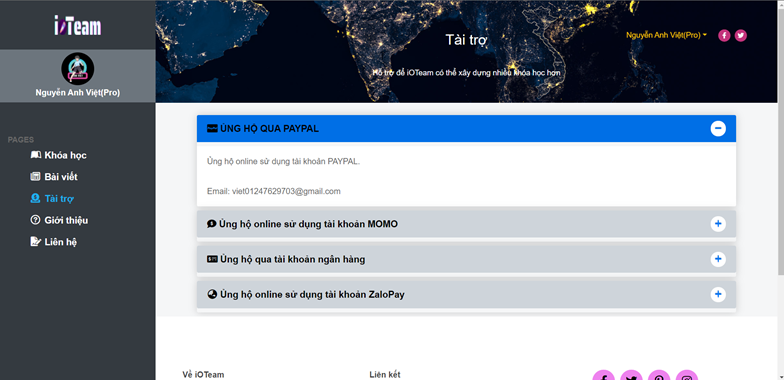 iOTeam
Nguyễn Anh Việt(Pro)
PAGES
Khóa học
Bài viết
Tài trợ
Giới thiệu
Liên hệ
Tài trợ
Hỗ trợ để iOTeam có thể xây dựng nhiều khóa học hơn
Nguyễn Anh Việt(Pro)
ỦNG HỘ QUA PAYPAL
Ủng hộ online sử dụng tài khoản PAYPAL.
Email: viet01247629703@gmail.com
Ủng hộ online sử dụng tài khoản MOMO
Ủng hộ qua tài khoản ngân hàng
Ủng hộ online sử dụng tài khoản ZaloPay
Về iOTeam
Liên kết